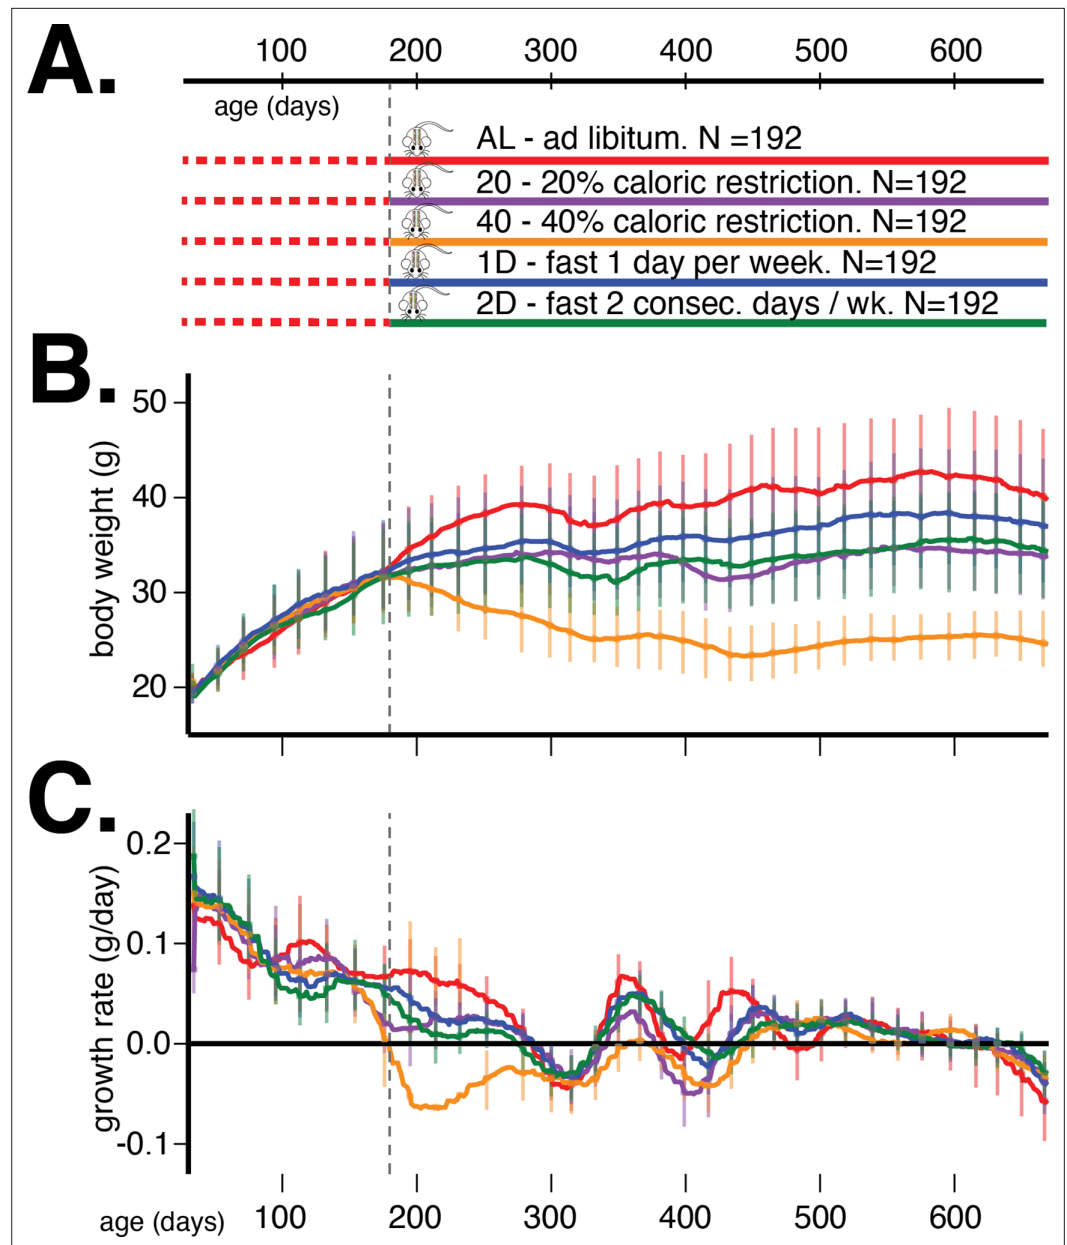 A.
100 200 300 400 500 600
age (days)
AL - ad libitum. N =192
20 - 20% caloric restriction. N=192
40 - 40% caloric restriction. N=192
1D - fast 1 day per week. N=192
2D - fast 2 consec. days / wk. N=192
B.
body weight (g)
50
40
30
20
C.
growth rate (g/day)
0.2
0.1
0.0
-0.1
age (days) 100 200 300 400 500 600